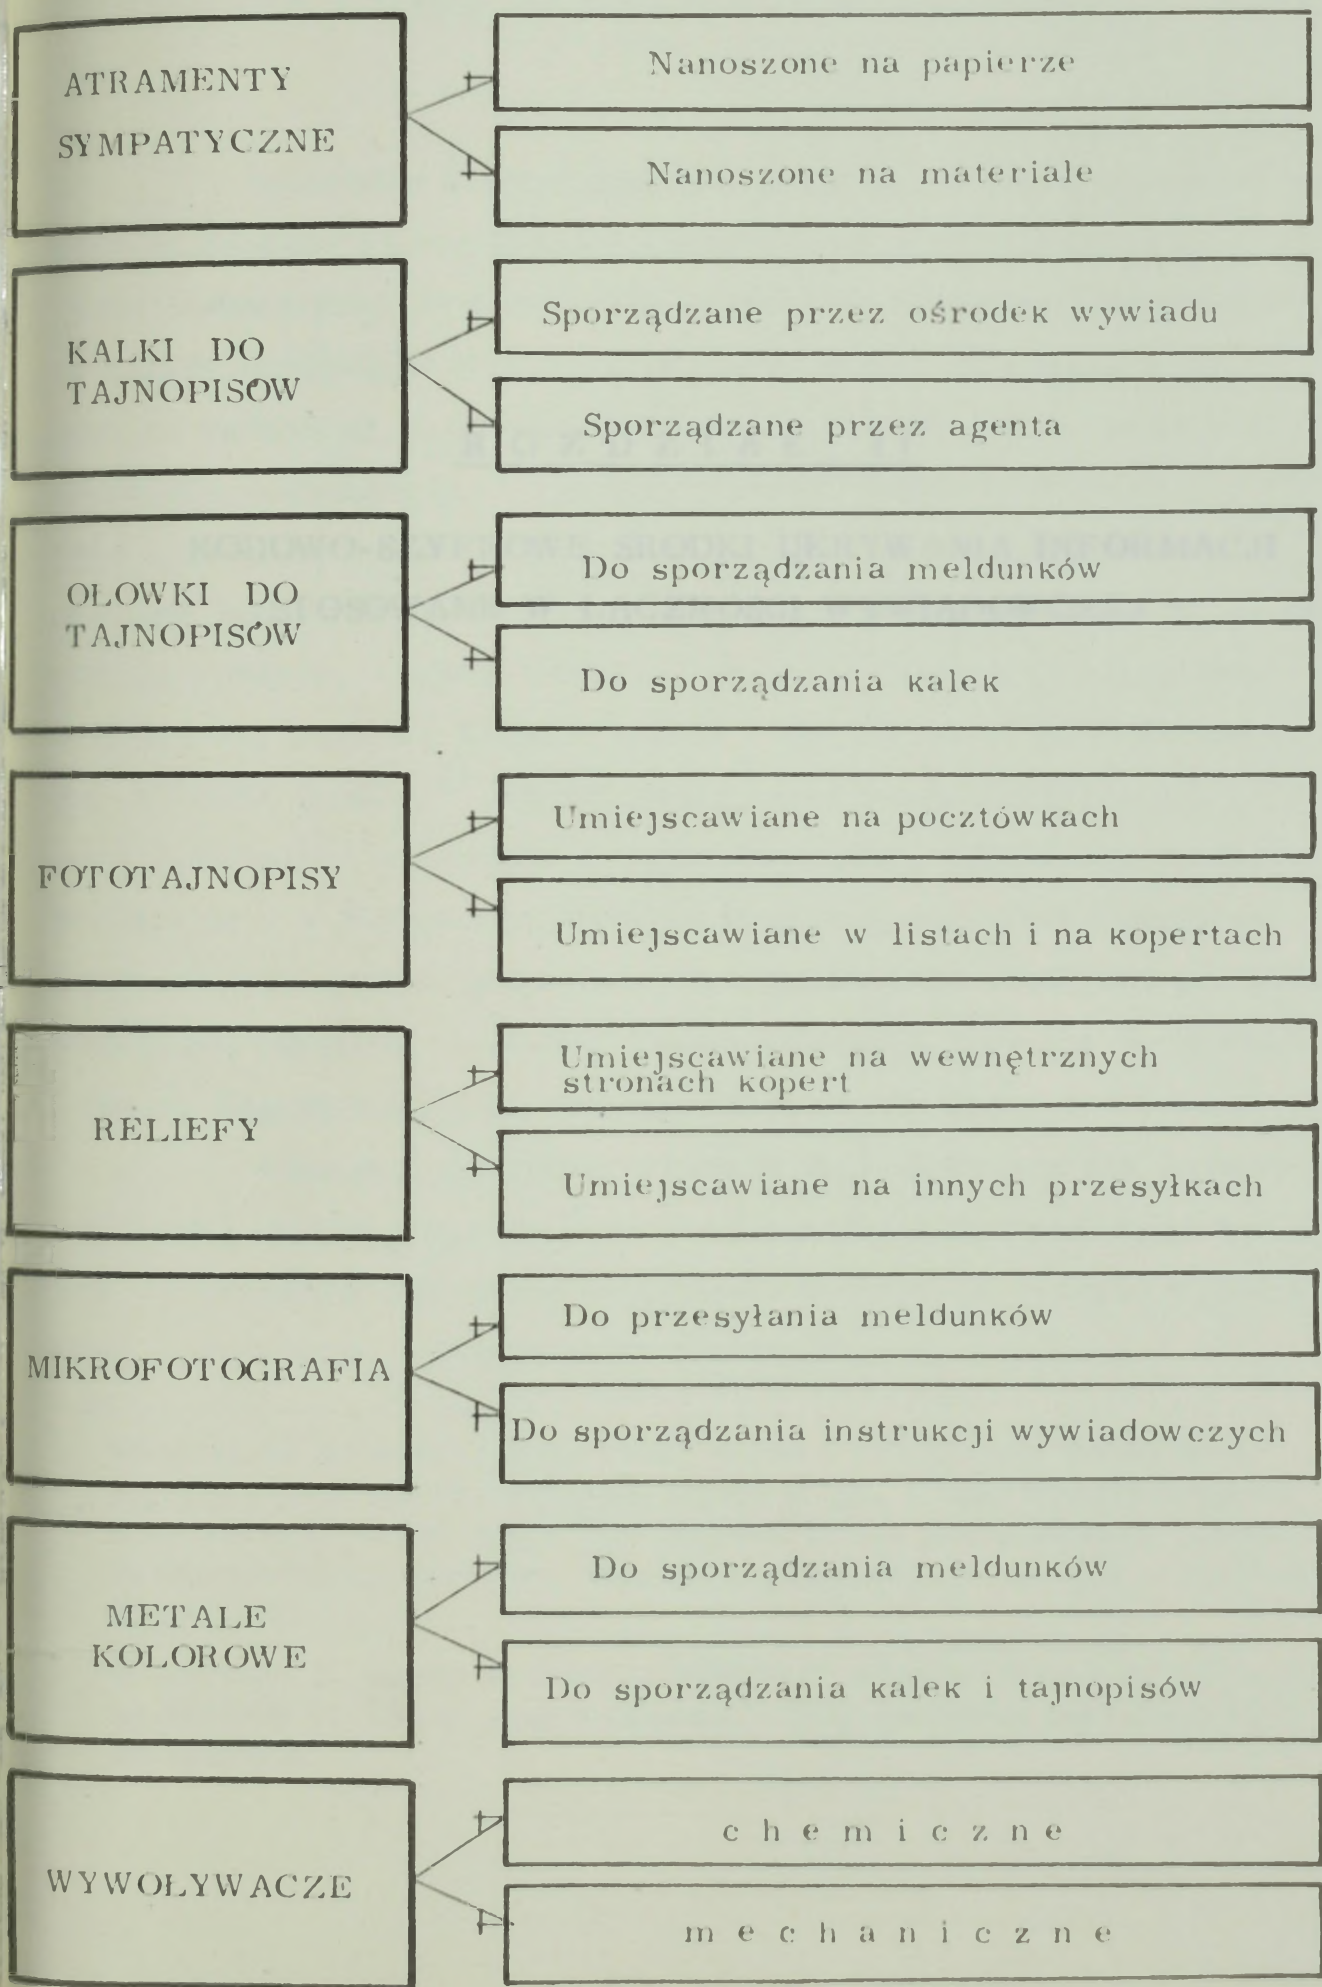 ATRAMENTY
SYMPATYCZNE
Nanoszone na papierze
Nanoszone na materiale
KALKI DO
TAJNOPISÓW
Sporządzane przez ośrodek wywiadu
Sporządzane przez agenta
OŁOWKI DO
TAJNOPISÓW
Do sporządzania meldunków
Do sporządzania kalek
FOTOTAJNOPISY
Umiejscawiane na pocztówkach
Umiejscawiane w listach i na kopertach
RELIEFY
Umiejscawiane na wewnętrznych
stronach kopert
Umiejscawiane na innych przesyłkach
MIKROFOTOGRAFIA
Do przesyłania meldunków
Do sporządzania instrukcji wywiadowczych
METALE
KOLOROWE
Do sporządzania meldunków
Do sporządzania kalek i tajnopisów
WYWOŁYWACZE
chemiczne
mechaniczne